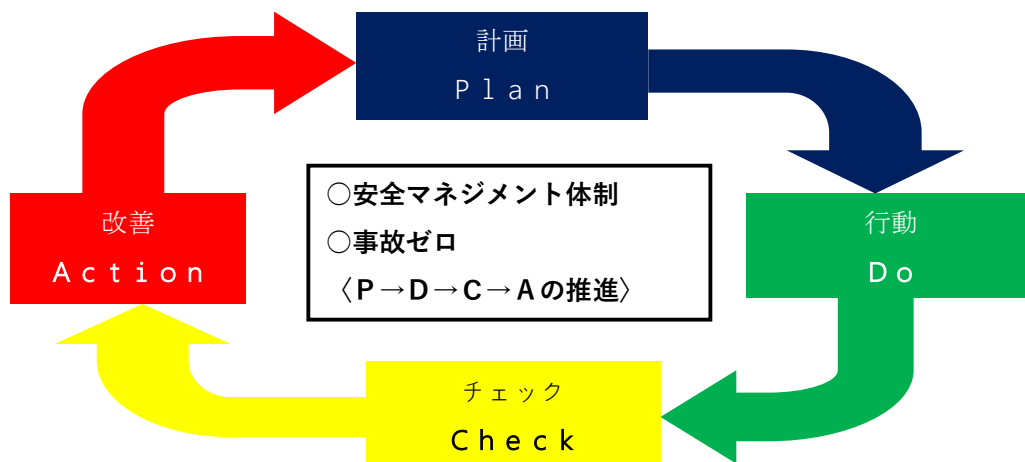 計画
Ｐｌａｎ
○安全マネジメント体制
○事故ゼロ
〈Ｐ→Ｄ→Ｃ→Ａの推進〉
改善
Ａｃｔｉｏｎ
行動
Ｄｏ
チェック
Ｃｈｅｃｋ